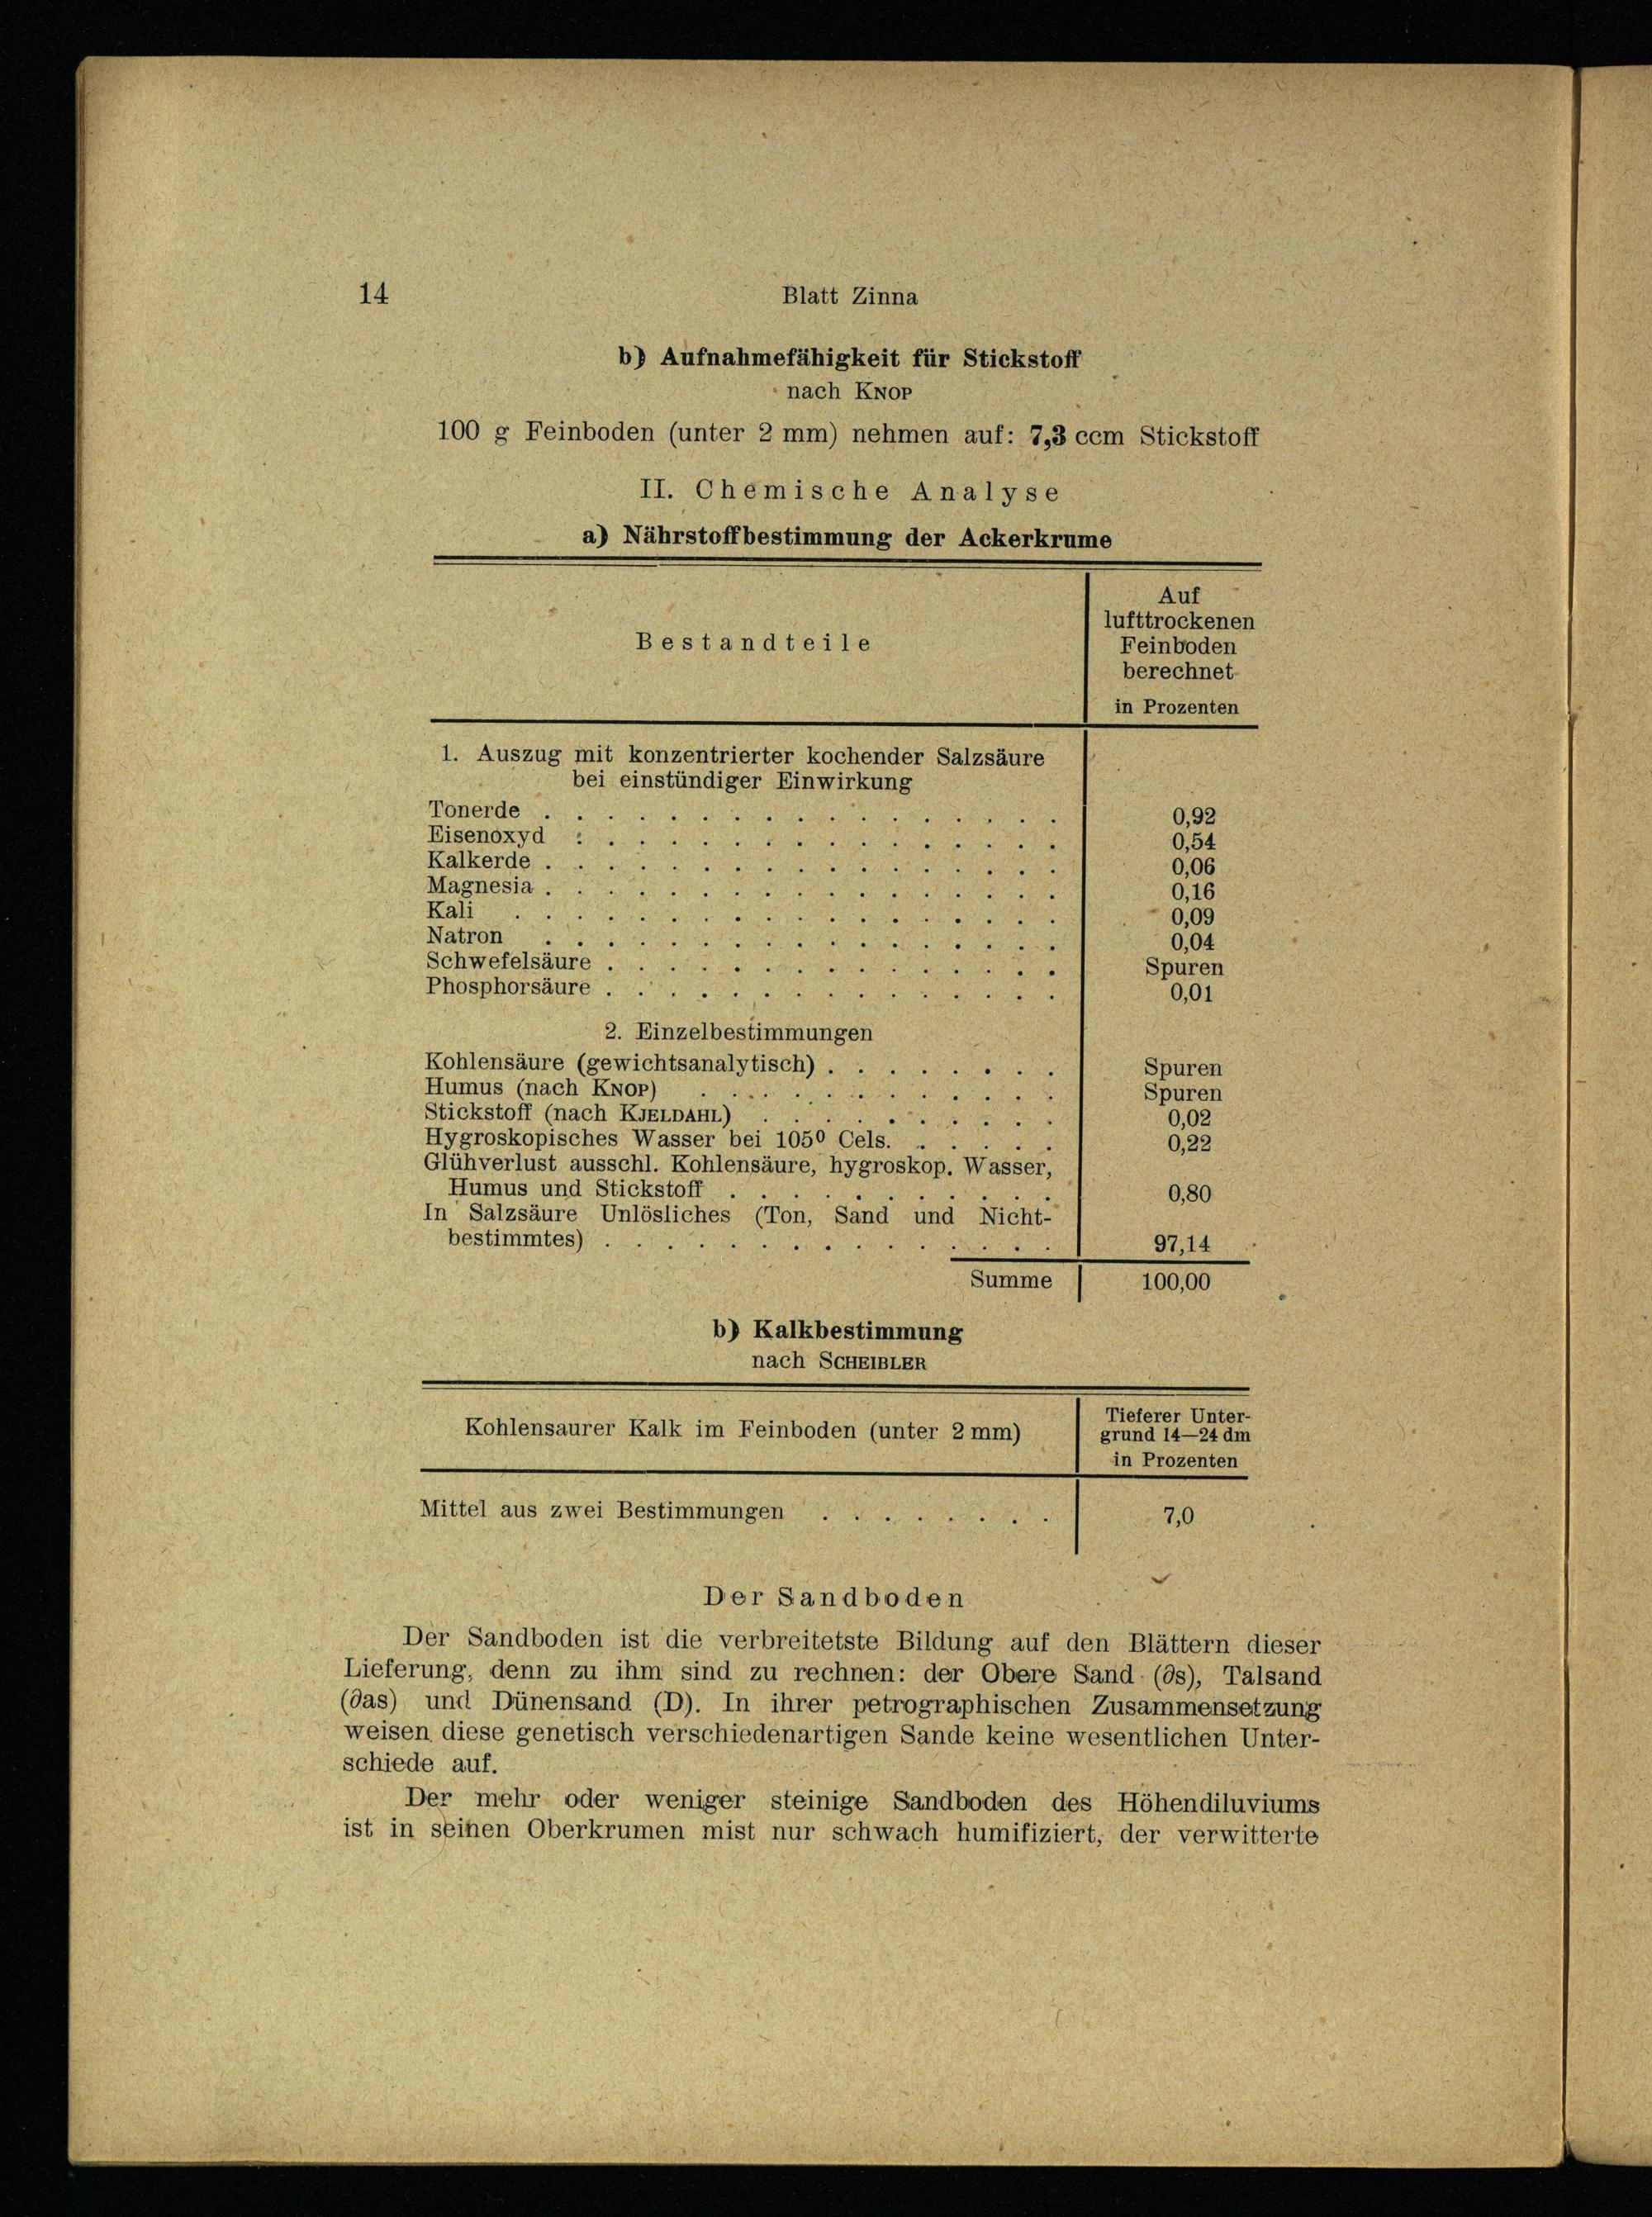 14
Blatt Zinna
b) Aufnahmefähigkeit für Stickstoff
nach KNOP
100 g Feinboden (unter 2 mm) nehmen auf: 7,3 ccm Stickstoff
II. Chemische Analyse
a) Nährstoffbestimmung der Ackerkrume
Bestandteile
Auf
lufttrockenen
Feinboden
berechnet
in Prozenten
1. Auszug mit konzentrierter kochender Salzsäure
bei einstündiger Einwirkung
Tonerde . . . . . . . . . . . . . . . . . 0,92
Eisenoxyd : . . . . . . . . . . . . . . . 0,54
Kalkerde . . . . . . . . . . . . . . . . . 0,06
Magnesia . . . . . . . . . . . . . . . . . 0,16
Kali . . . . . . . . . . . . . . . . . . 0,09
Natron . . . . . . . . . . . . . . . . . 0,04
Schwefelsäure . . . . . . . . . . . . . . . Spuren
Phosphorsäure . . . . . . . . . . . . . . . 0,01
2. Einzelbestimmungen
Kohlensäure (gewichtsanalytisch) . . . . . . . . Spuren
Humus (nach KNOP) . . . . . . . . . . . . Spuren
Stickstoff (nach KJELDAHL) . . . . . . . . . . 0,02
Hygroskopisches Wasser bei 105⁰ Cels. . . . . . 0,22
Glühverlust ausschl. Kohlensäure, hygroskop. Wasser,
Humus und Stickstoff . . . . . . . . . . . 0,80
In Salzsäure Unlösliches (Ton, Sand und Nicht-
bestimmtes) . . . . . . . . . . . . . . . 97,14
Summe 100,00
b) Kalkbestimmung
nach SCHEIBLER
Kohlensaurer Kalk im Feinboden (unter 2 mm)
Tieferer Unter-
grund 14—24 dm
in Prozenten
Mittel aus zwei Bestimmungen . . . . . . . . 7,0
Der Sandboden
Der Sandboden ist die verbreitetste Bildung auf den Blättern dieser
Lieferung, denn zu ihm sind zu rechnen: der Obere Sand (∂s), Talsand
(∂as) und Dünensand (D). In ihrer petrographischen Zusammensetzung
weisen diese genetisch verschiedenartigen Sande keine wesentlichen Unter-
schiede auf.
Der mehr oder weniger steinige Sandboden des Höhendiluviums
ist in seinen Oberkrumen mist nur schwach humifiziert, der verwitterte